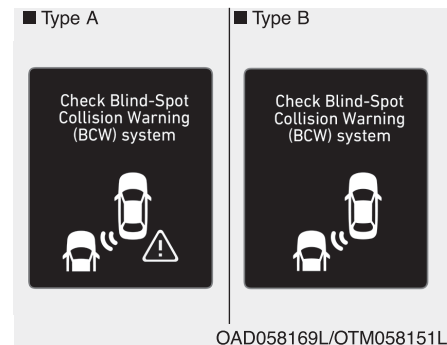 ■ Type A
■ Type B
Check Blind-Spot
Collision Warning
(BCW) system
Check Blind-Spot
Collision Warning
(BCW) system
OAD058169L/OTM058151L